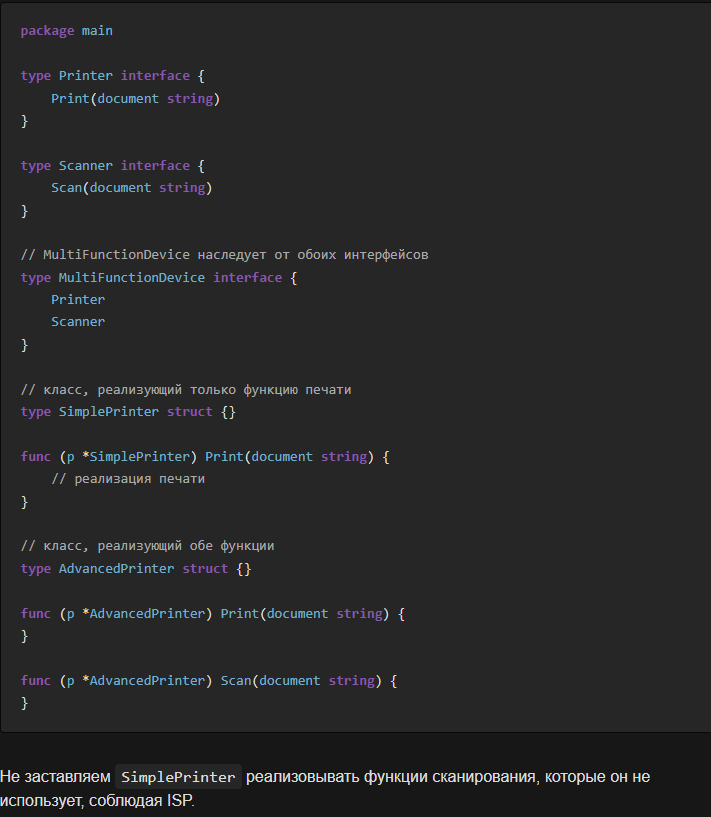 package main
type Printer interface {
    Print(document string)
}
type Scanner interface {
    Scan(document string)
}
// MultiFunctionDevice наследует от обоих интерфейсов
type MultiFunctionDevice interface {
    Printer
    Scanner
}
// класс, реализующий только функцию печати
type SimplePrinter struct {}
func (p *SimplePrinter) Print(document string) {
    // реализация печати
}
// класс, реализующий обе функции
type AdvancedPrinter struct {}
func (p *AdvancedPrinter) Print(document string) {
}
func (p *AdvancedPrinter) Scan(document string) {
}
Не заставляем SimplePrinter реализовывать функции сканирования, которые он не
использует, соблюдая ISP.